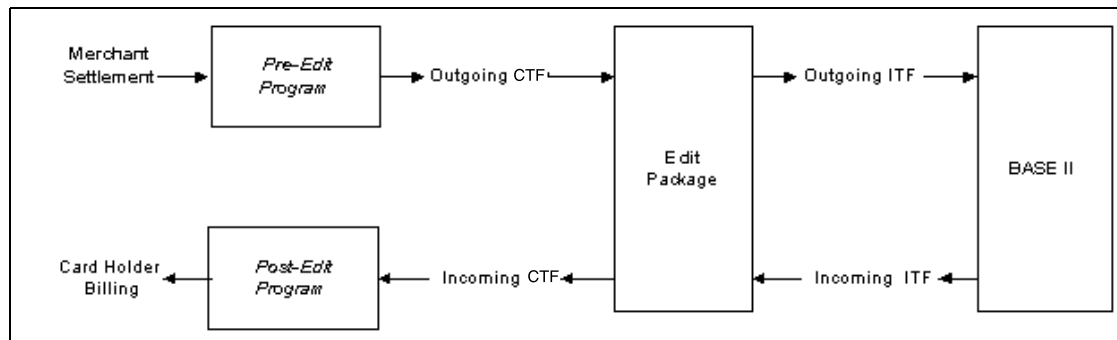 Merchant
Settlement
Pre-Edit
Program
Outgoing CTF
Edit
Package
Outgoing ITF
BASE II
Card Holder
Billing
Post-Edit
Program
Incoming CTF
Incoming ITF